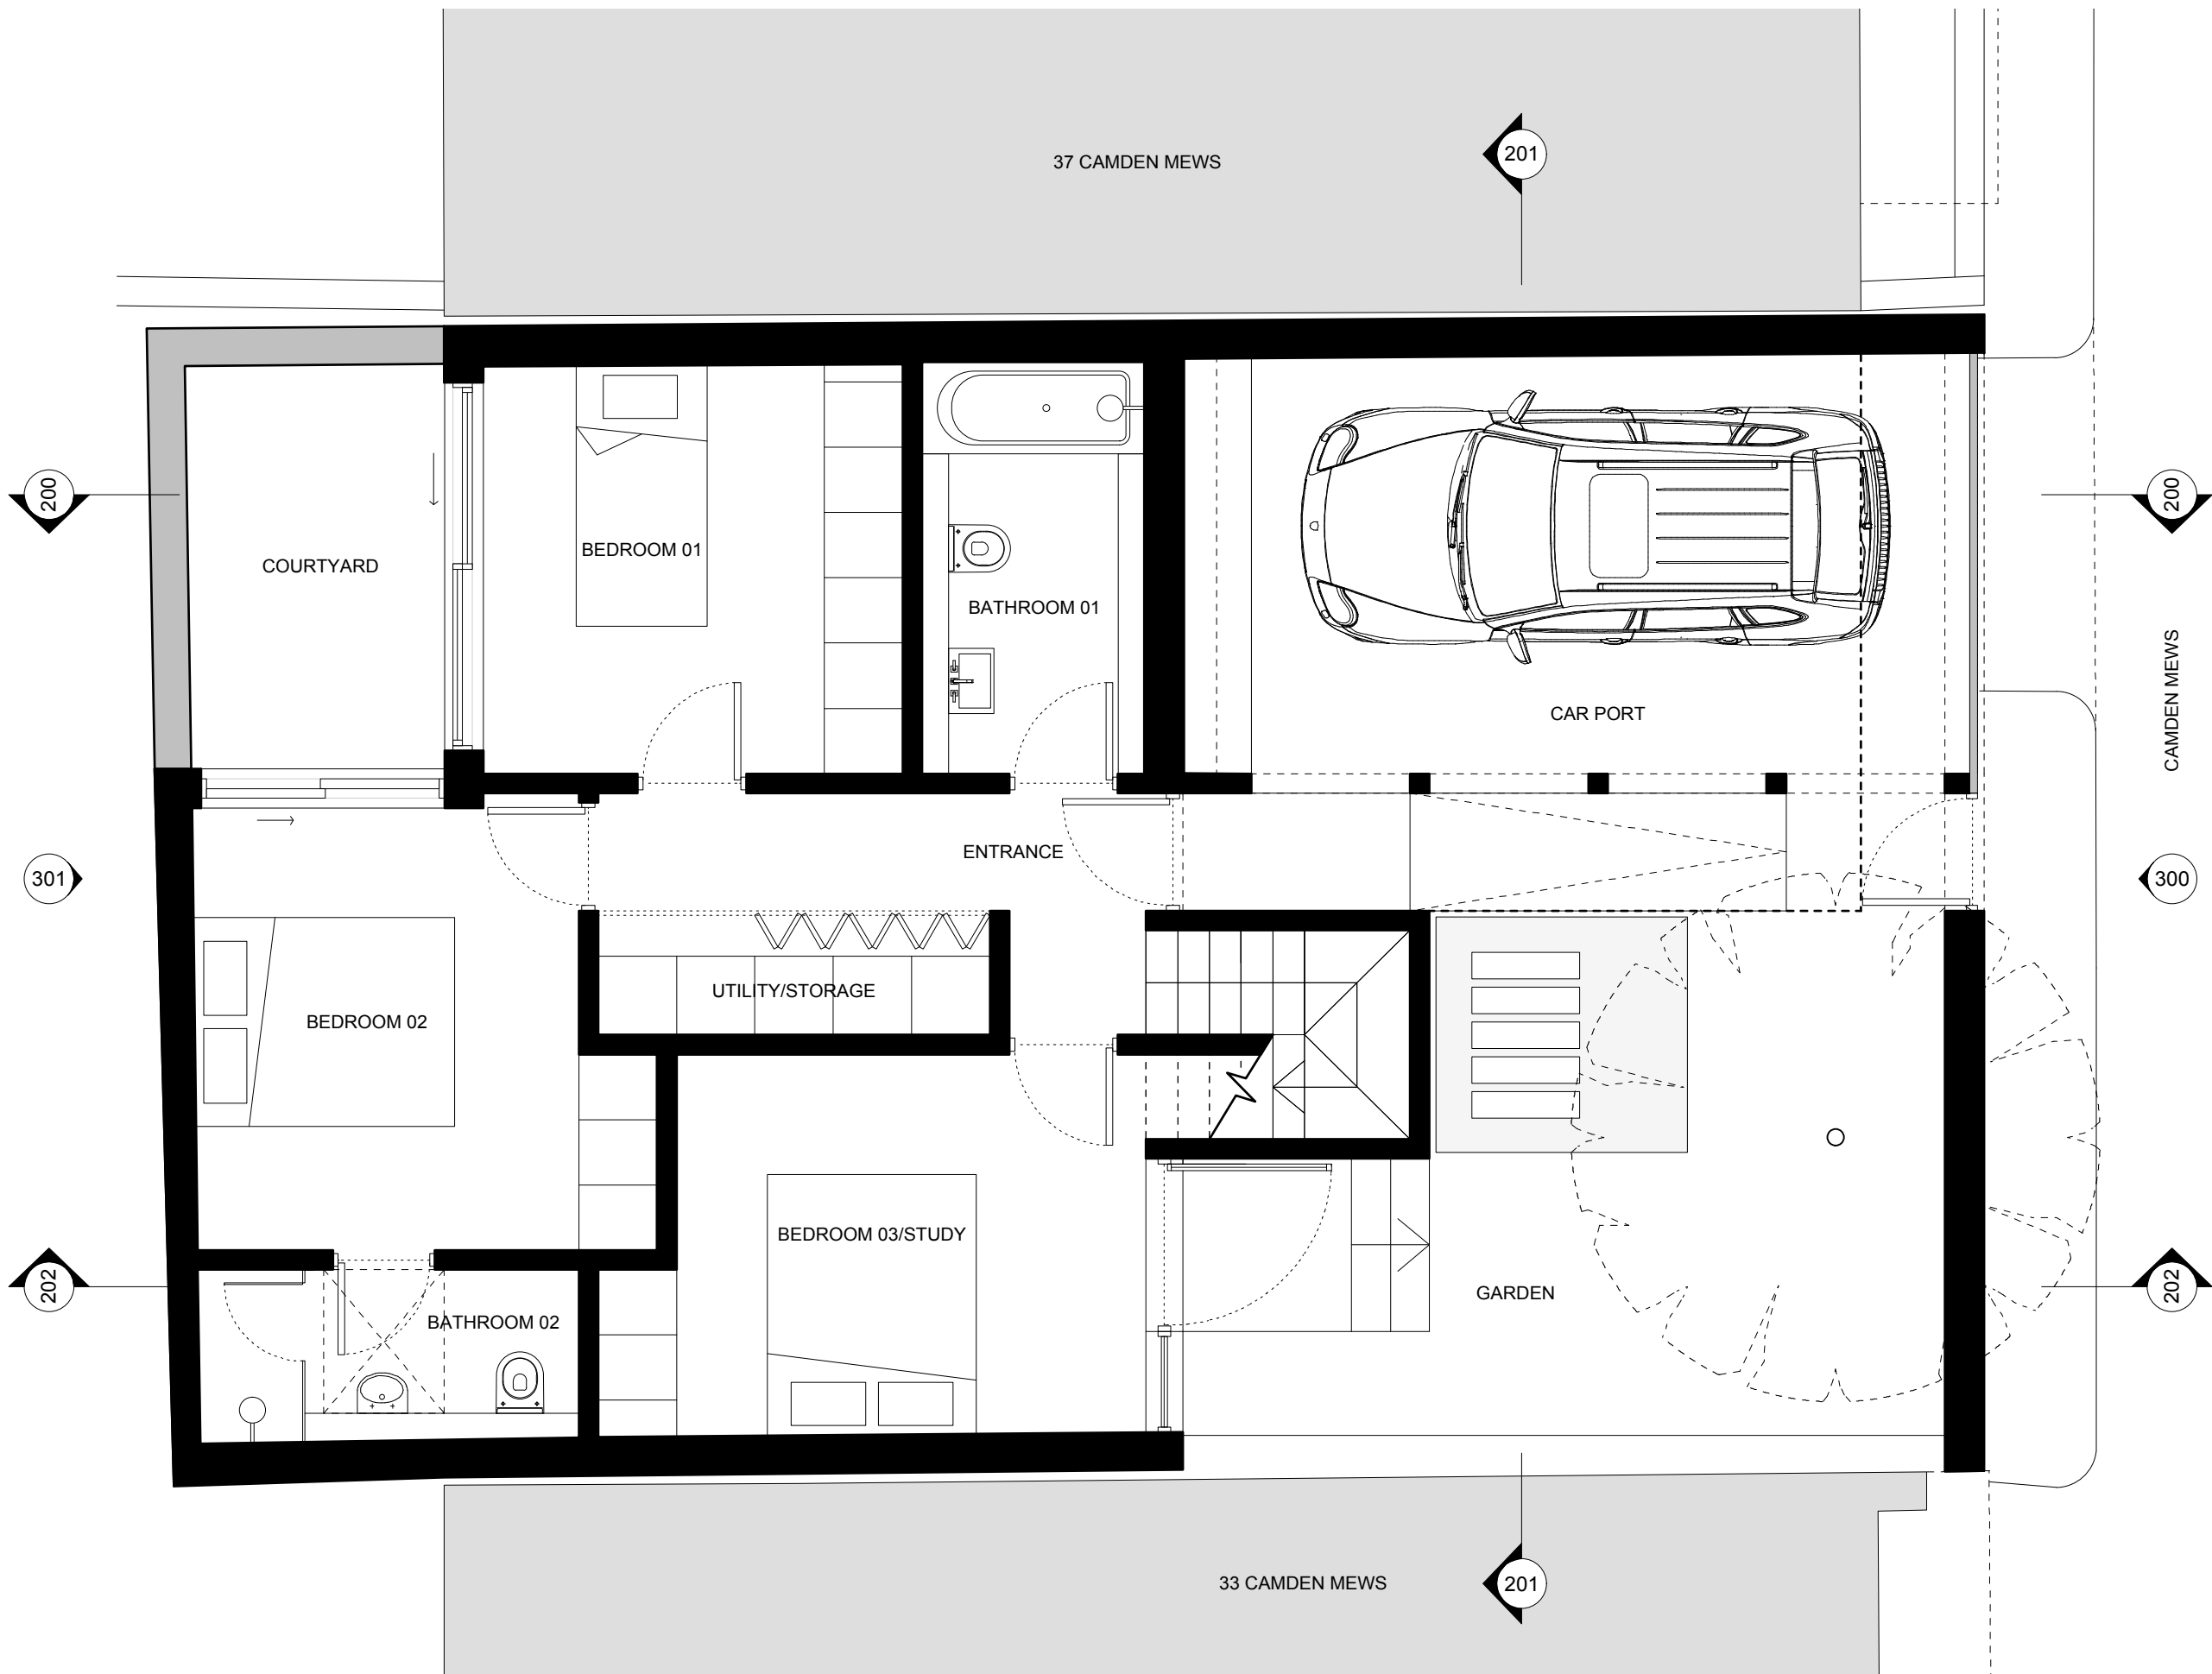 37 CAMDEN MEWS
201
200
200
COURTYARD
BEDROOM 01
BATHROOM 01
CAR PORT
CAMDEN MEWS
ENTRANCE
301
300
UTILITY/STORAGE
BEDROOM 02
BEDROOM 03/STUDY
202
202
GARDEN
BATHROOM 02
33 CAMDEN MEWS
201